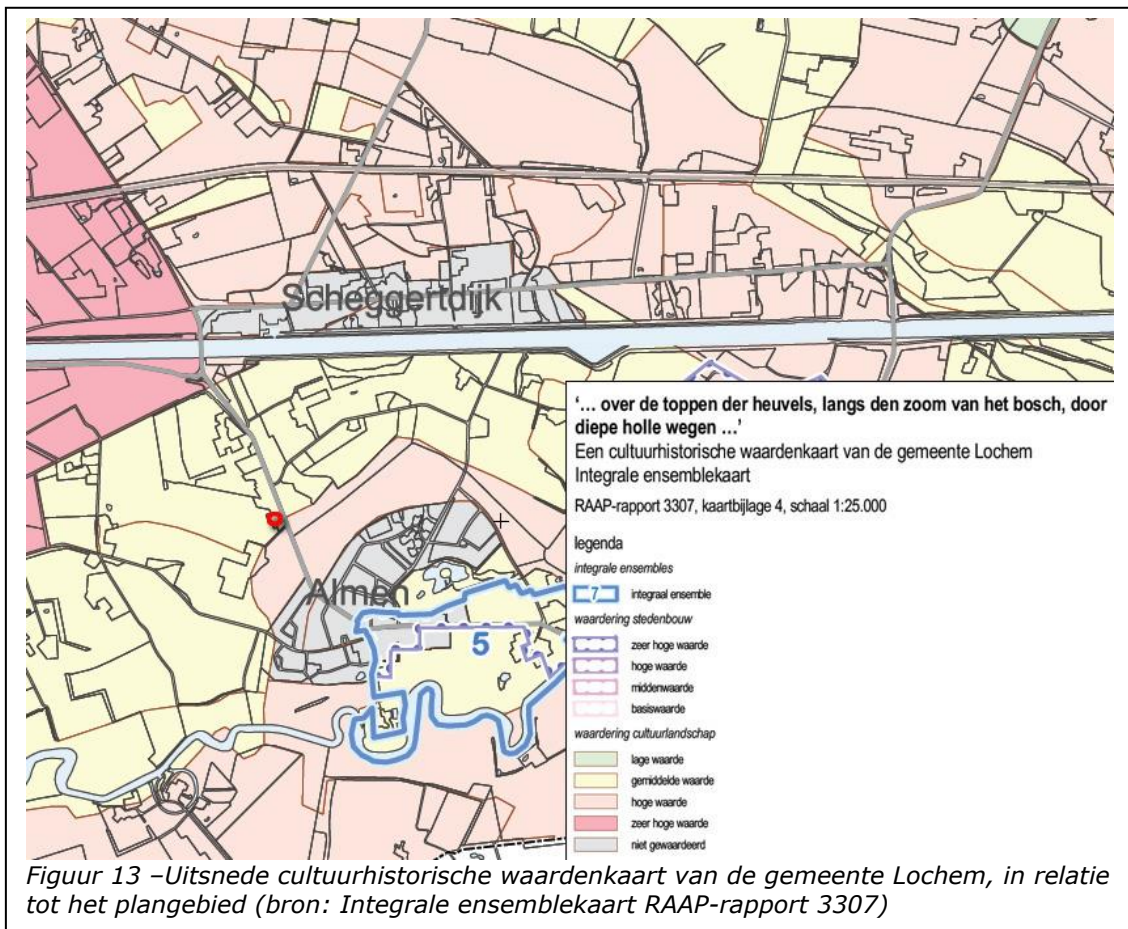 Scheggertdijk
Almen
5
'… over de toppen der heuvels, langs den zoom van het bosch, door
diepe holle wegen …'
Een cultuurhistorische waardenkaart van de gemeente Lochem
Integrale ensemblekaart
RAAP-rapport 3307, kaartbijlage 4, schaal 1:25.000
legenda
integrale ensembles
7 integraal ensemble
waardering stedenbouw
zeer hoge waarde
hoge waarde
middenwaarde
basiswaarde
waardering cultuurlandschap
lage waarde
gemiddelde waarde
hoge waarde
zeer hoge waarde
niet gewaardeerd
Figuur 13 –Uitsnede cultuurhistorische waardenkaart van de gemeente Lochem, in relatie
tot het plangebied (bron: Integrale ensemblekaart RAAP-rapport 3307)